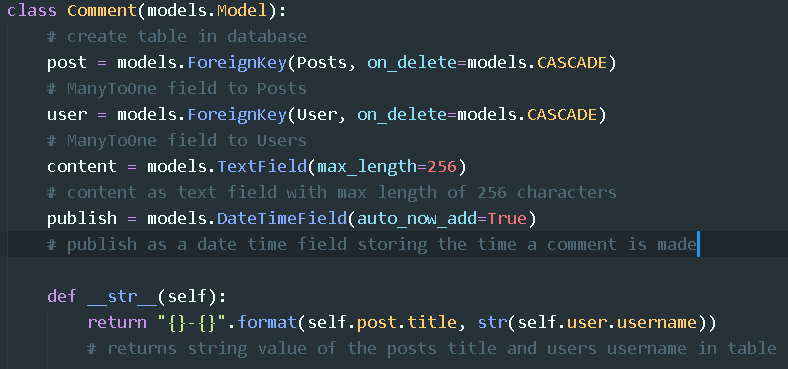 class Comment(models.Model):
    # create table in database
    post = models.ForeignKey(Posts, on_delete=models.CASCADE)
    # ManyToOne field to Posts
    user = models.ForeignKey(User, on_delete=models.CASCADE)
    # ManyToOne field to Users
    content = models.TextField(max_length=256)
    # content as text field with max length of 256 characters
    publish = models.DateTimeField(auto_now_add=True)
    # publish as a date time field storing the time a comment is made

    def __str__(self):
        return "{}-{}".format(self.post.title, str(self.user.username))
        # returns string value of the posts title and users username in table